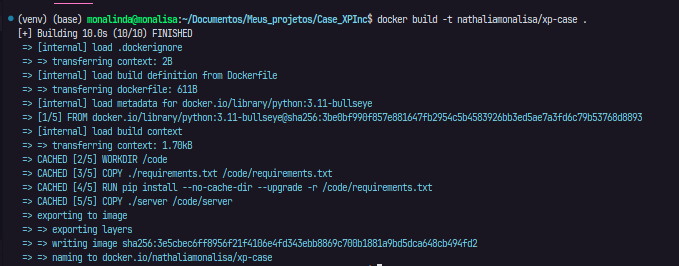 (venv) (base) monalinda@monalisa:~/Documentos/Meus_projetos/Case_XPInc$ docker build -t nathaliamonalisa/xp-case .
[+] Building 10.0s (10/10) FINISHED
=> [internal] load .dockerignore
=> => transferring context: 2B
=> [internal] load build definition from Dockerfile
=> => transferring dockerfile: 611B
=> [internal] load metadata for docker.io/library/python:3.11-bullseye
=> [1/5] FROM docker.io/library/python:3.11-bullseye@sha256:3be0bf990f857e881647fb2954c5b4583926bb3ed5ae7a3fd6c79b53768d8893
=> [internal] load build context
=> => transferring context: 1.70kB
=> CACHED [2/5] WORKDIR /code
=> CACHED [3/5] COPY ./requirements.txt /code/requirements.txt
=> CACHED [4/5] RUN pip install --no-cache-dir --upgrade -r /code/requirements.txt
=> CACHED [5/5] COPY ./server /code/server
=> exporting to image
=> => exporting layers
=> => writing image sha256:3e5cbec6ff8956f21f4106e4fd343ebb8869c700b1881a9bd5dca648cb494fd2
=> => naming to docker.io/nathaliamonalisa/xp-case